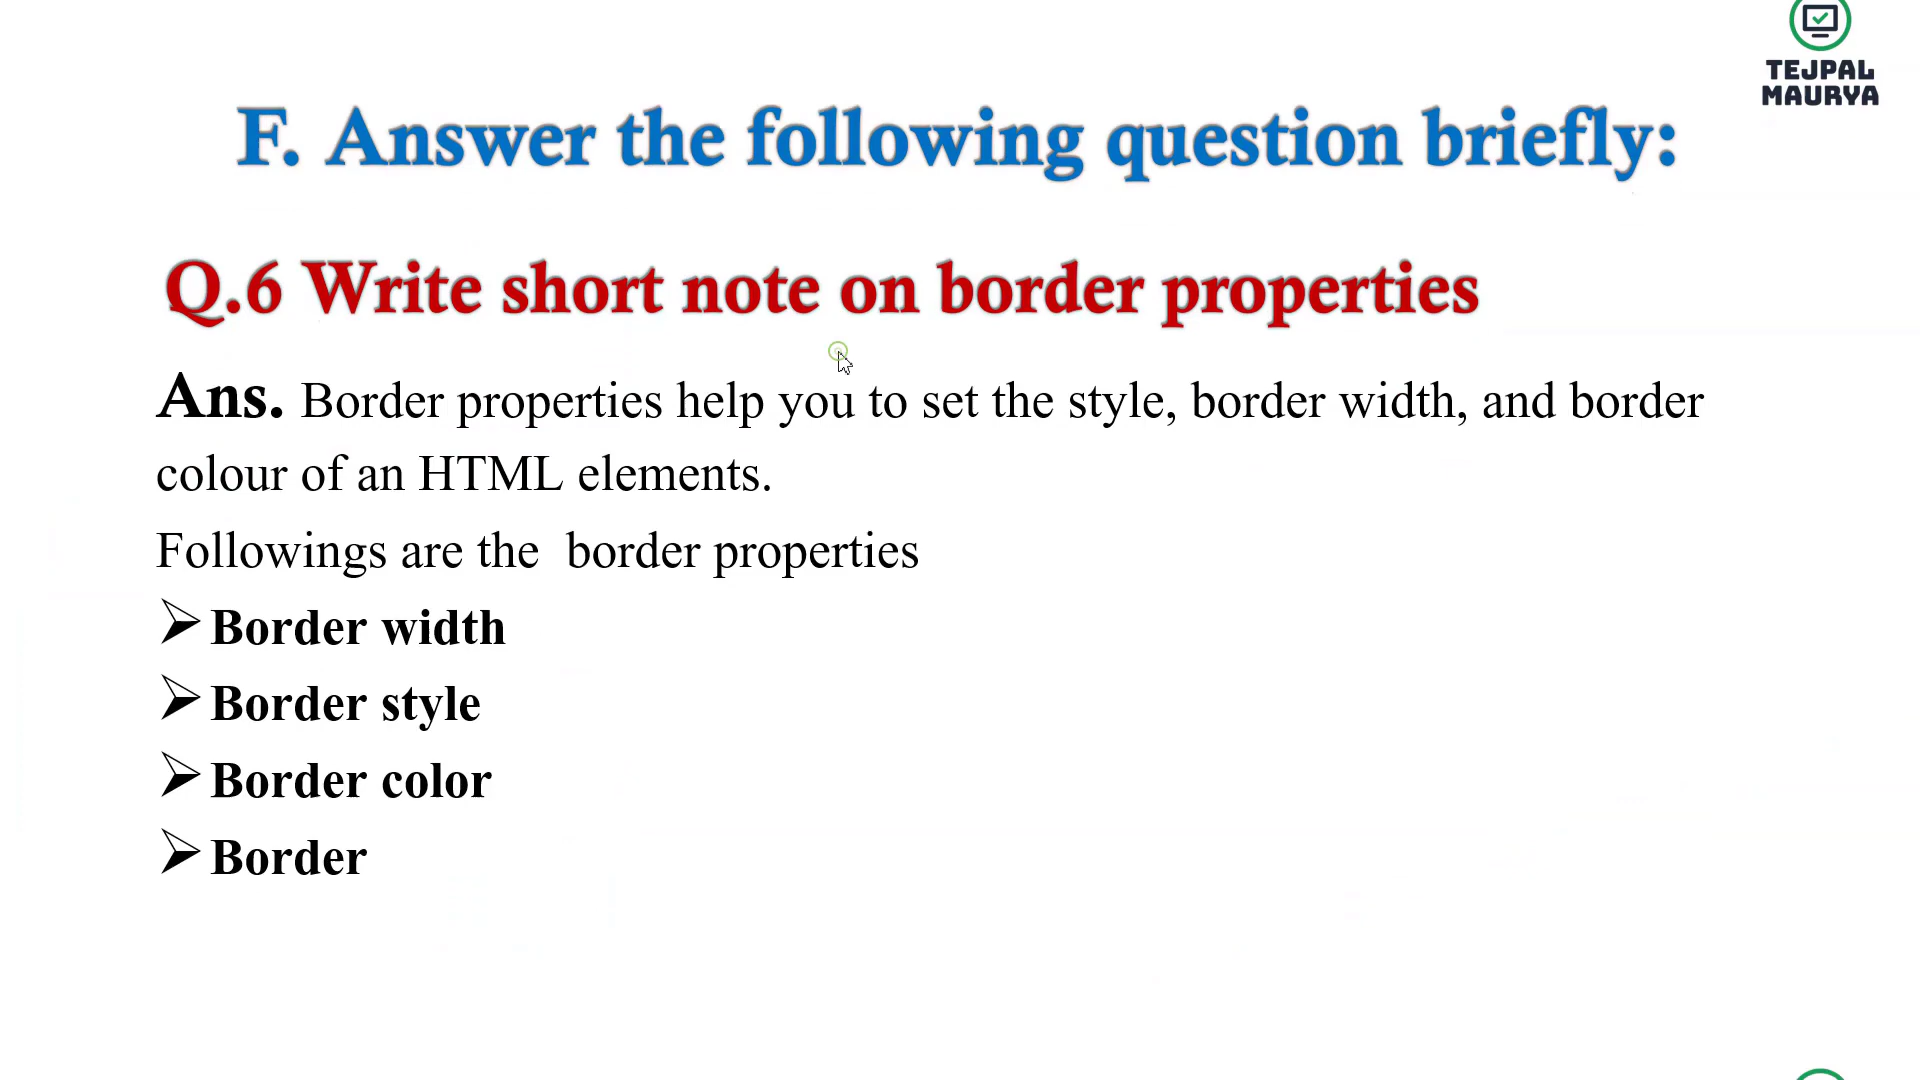 TEJPAL
MAURYA
F. Answer the following question briefly:
Q.6 Write short note on border properties
Ans. Border properties help you to set the style, border width, and border
colour of an HTML elements.
Followings are the  border properties
➢ Border width
➢ Border style
➢ Border color
➢ Border